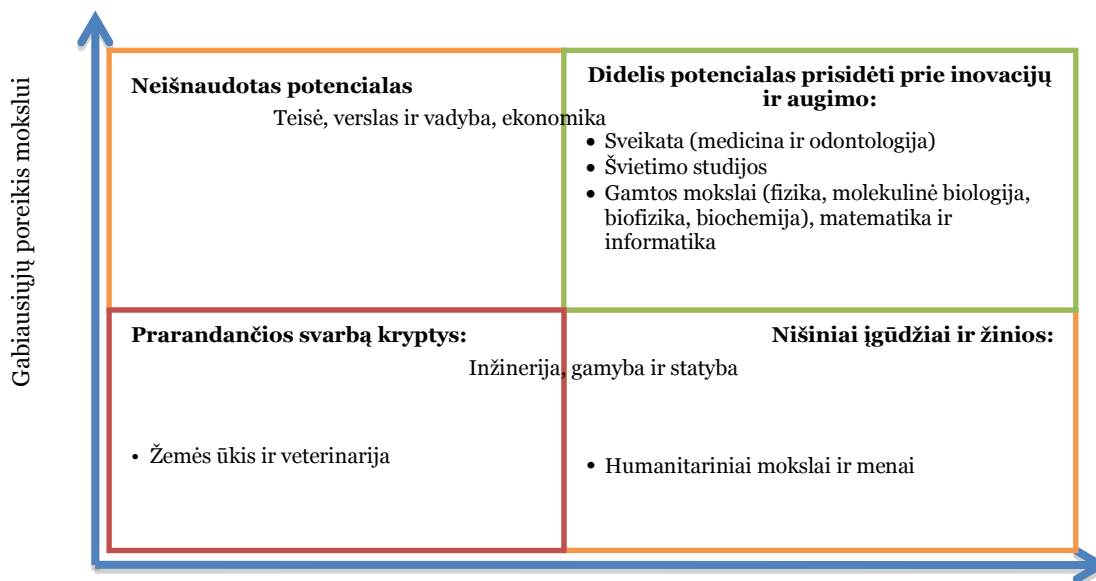 Gabiausiųjų poreikis mokslui
Neišnaudotas potencialas
Teisė, verslas ir vadyba, ekonomika
Didelis potencialas prisidėti prie inovacijų
ir augimo:
• Sveikata (medicina ir odontologija)
• Švietimo studijos
• Gamtos mokslai (fizika, molekulinė biologija,
biofizika, biochemija), matematika ir
informatika
Prarandančios svarbą kryptys:
Nišiniai įgūdžiai ir žinios:
Inžinerija, gamyba ir statyba
• Žemės ūkis ir veterinarija
• Humanitariniai mokslai ir menai